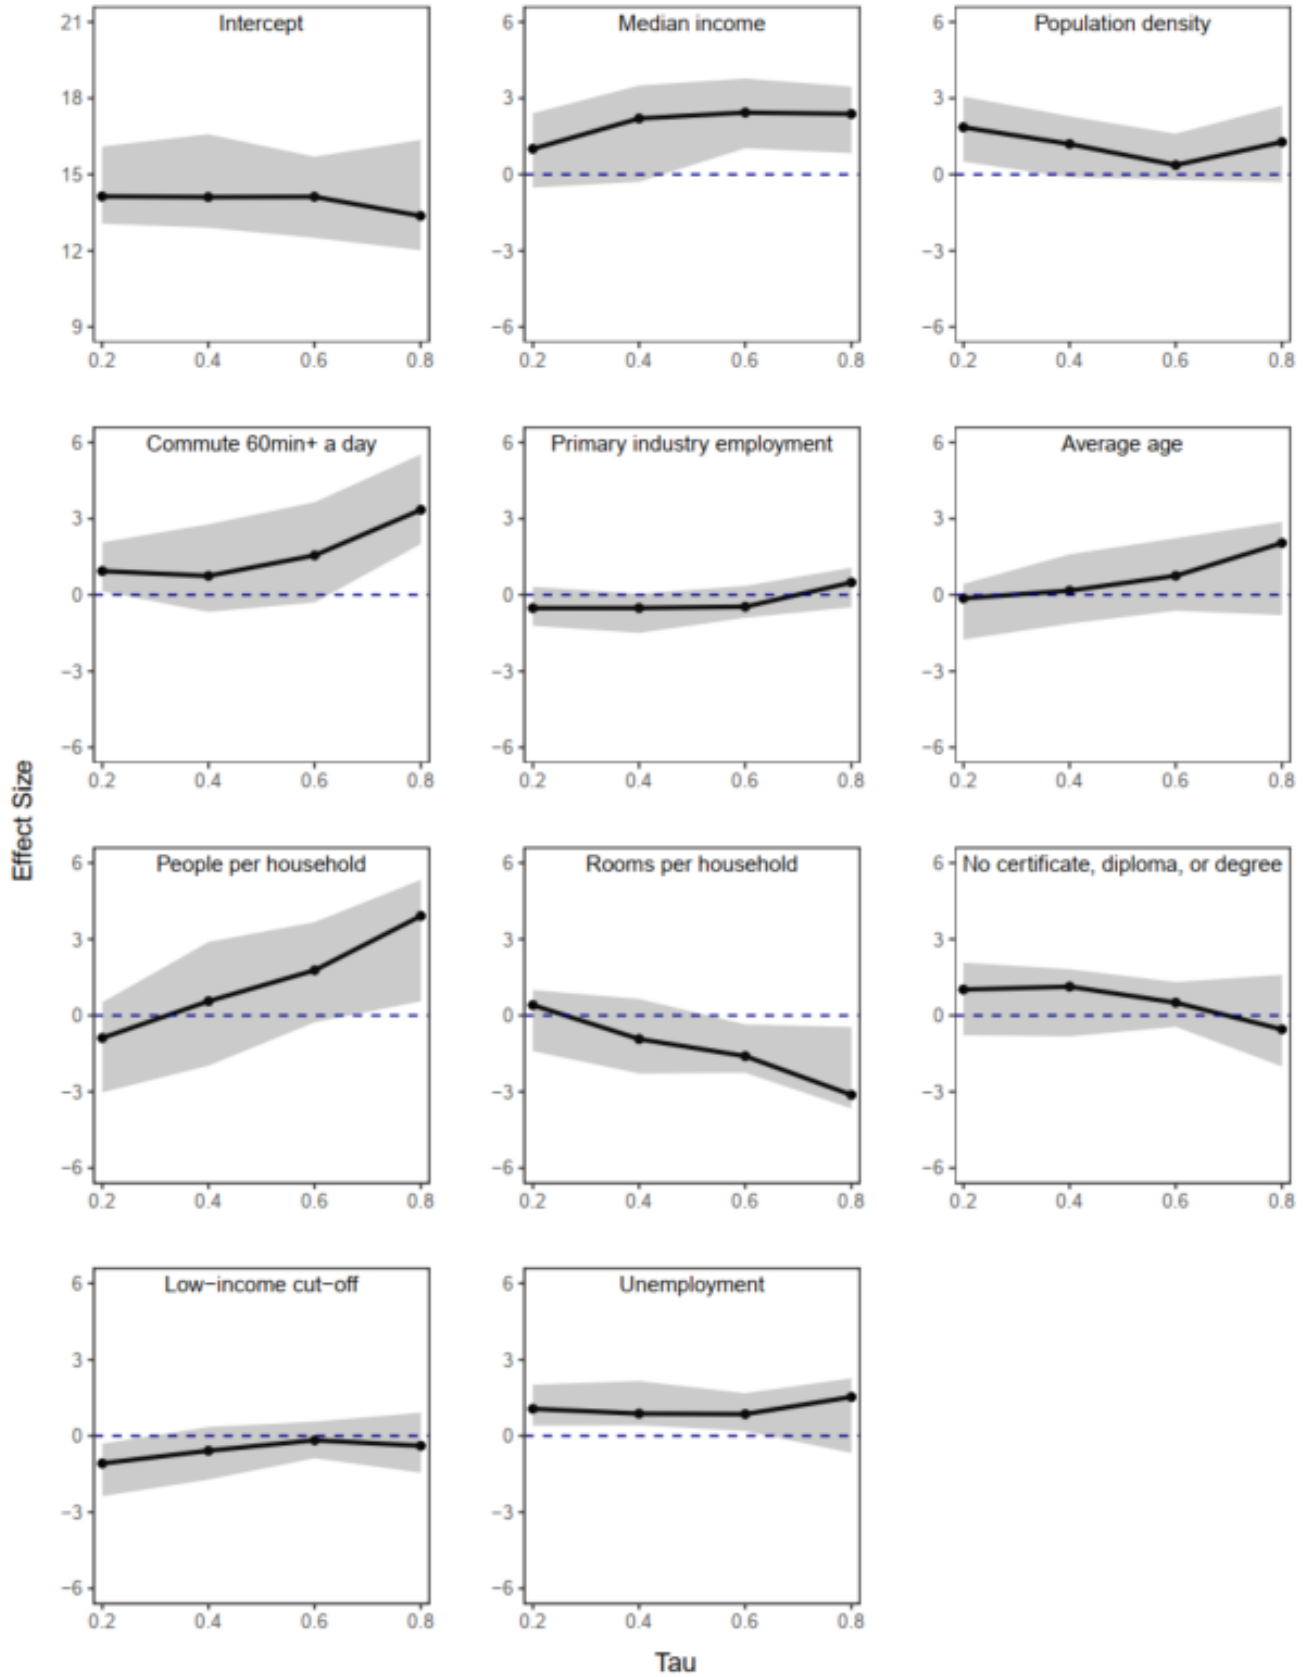 Intercept
21
18
15
12
9
0.2 0.4 0.6 0.8
Median income
6
3
0
−3
−6
0.2 0.4 0.6 0.8
Population density
6
3
0
−3
−6
0.2 0.4 0.6 0.8
Commute 60min+ a day
6
3
0
−3
−6
0.2 0.4 0.6 0.8
Primary industry employment
6
3
0
−3
−6
0.2 0.4 0.6 0.8
Average age
6
3
0
−3
−6
0.2 0.4 0.6 0.8
Effect Size
People per household
6
3
0
−3
−6
0.2 0.4 0.6 0.8
Rooms per household
6
3
0
−3
−6
0.2 0.4 0.6 0.8
No certificate, diploma, or degree
6
3
0
−3
−6
0.2 0.4 0.6 0.8
Low−income cut−off
6
3
0
−3
−6
0.2 0.4 0.6 0.8
Unemployment
6
3
0
−3
−6
0.2 0.4 0.6 0.8
Tau